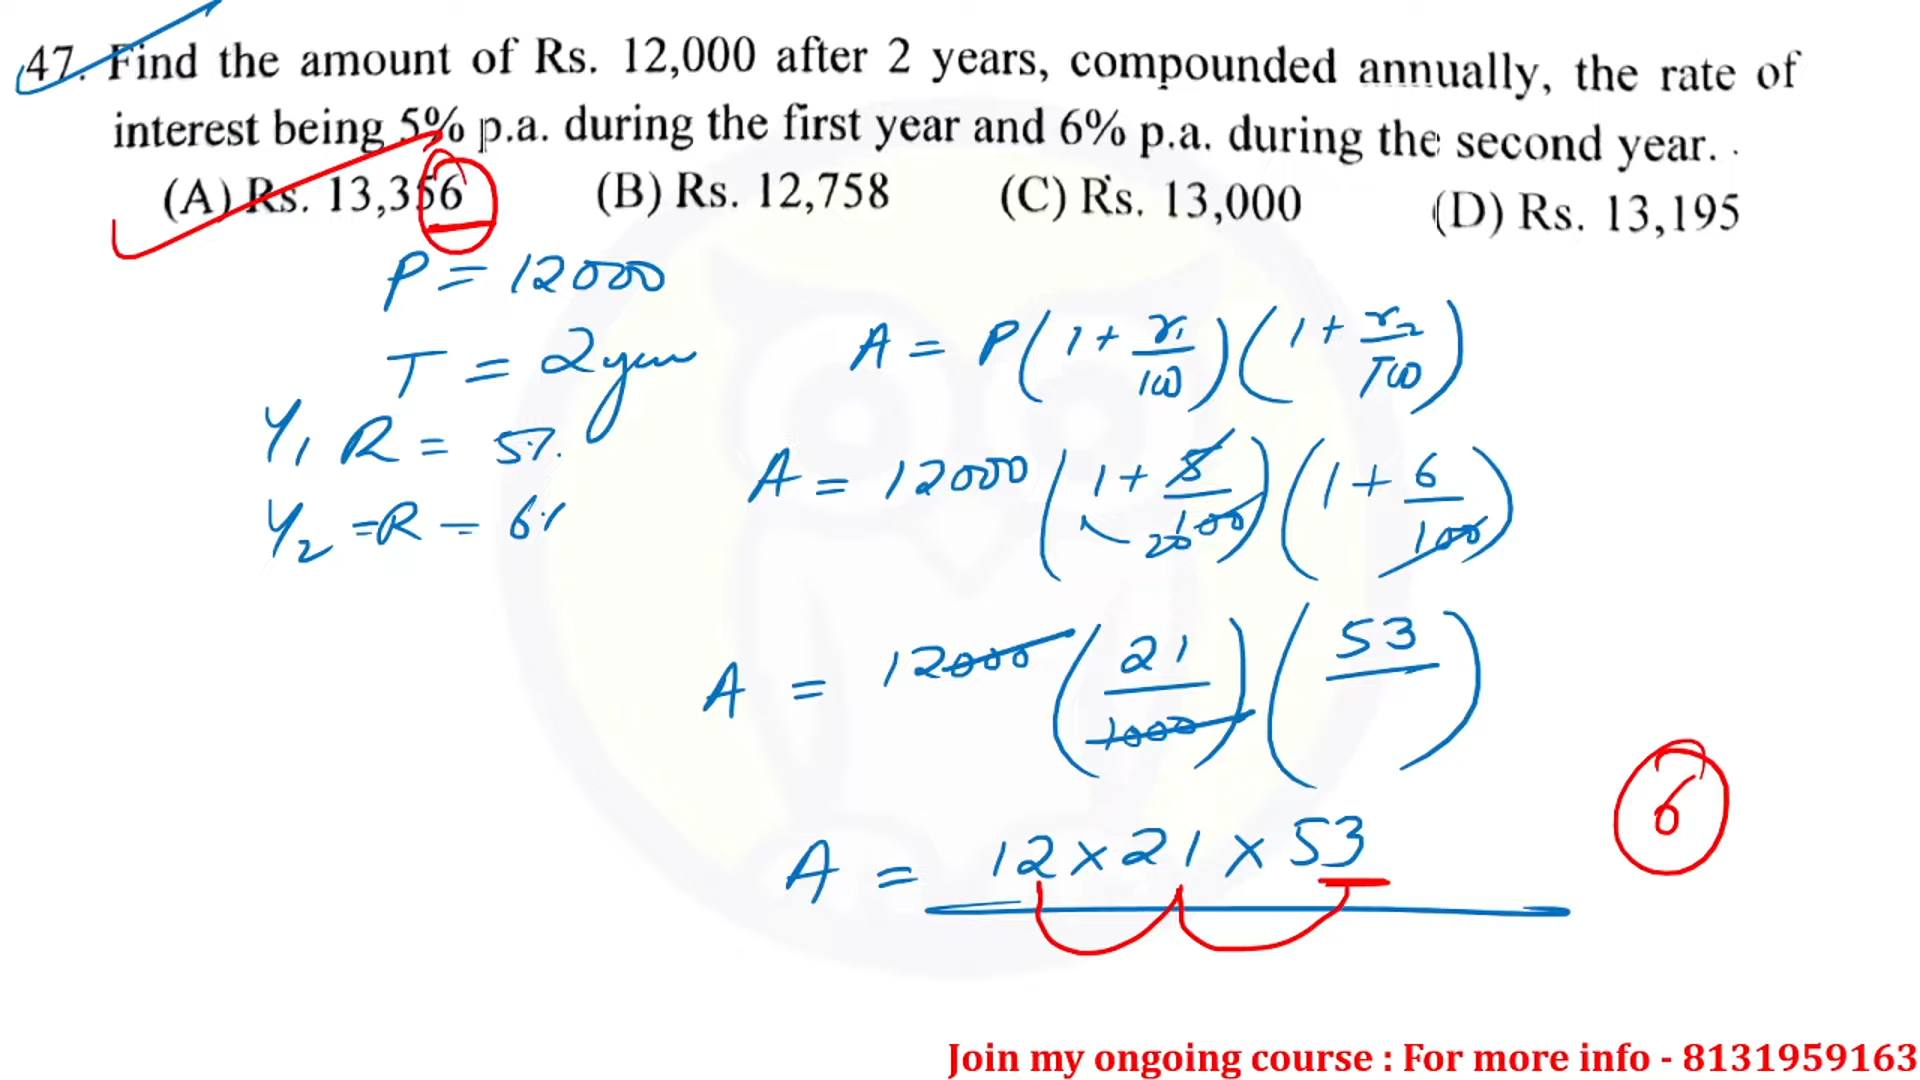 47. Find the amount of Rs. 12,000 after 2 years, compounded annually, the rate of
interest being 5% p.a. during the first year and 6% p.a. during the second year.
(A) Rs. 13,356 (B) Rs. 12,758 (C) Rs. 13,000 (D) Rs. 13,195
P = 12000
T = 2 year
Y1 R = 5%.
Y2 = R = 6%
A = P(1 + r1/100)(1 + r2/100)
A = 12000 (1 + 5/100 20)(1 + 6/100)
A = 12000 (21/1000)(53/)
A = 12 × 21 × 53
6
Join my ongoing course : For more info - 8131959163